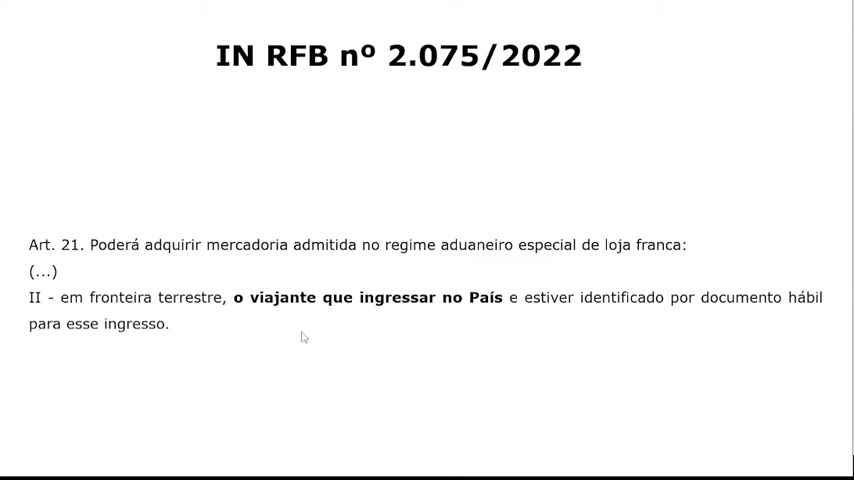 IN RFB nº 2.075/2022
Art. 21. Poderá adquirir mercadoria admitida no regime aduaneiro especial de loja franca:
(...)
II - em fronteira terrestre, o viajante que ingressar no País e estiver identificado por documento hábil
para esse ingresso.